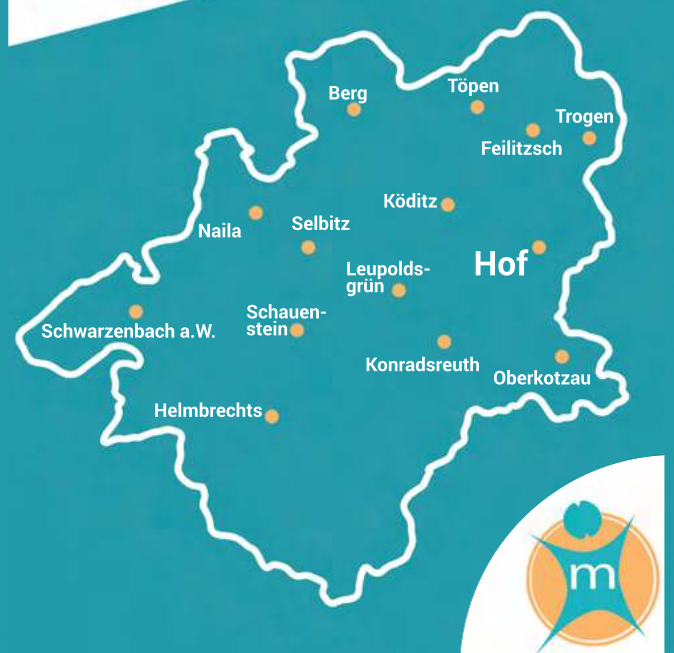 Berg
Töpen
Trogen
Feilitzsch
Köditz
Naila
Selbitz
Hof
Leupolds-
grün
Schauen-
stein
Schwarzenbach a.W.
Konradsreuth
Oberkotzau
Helmbrechts
m